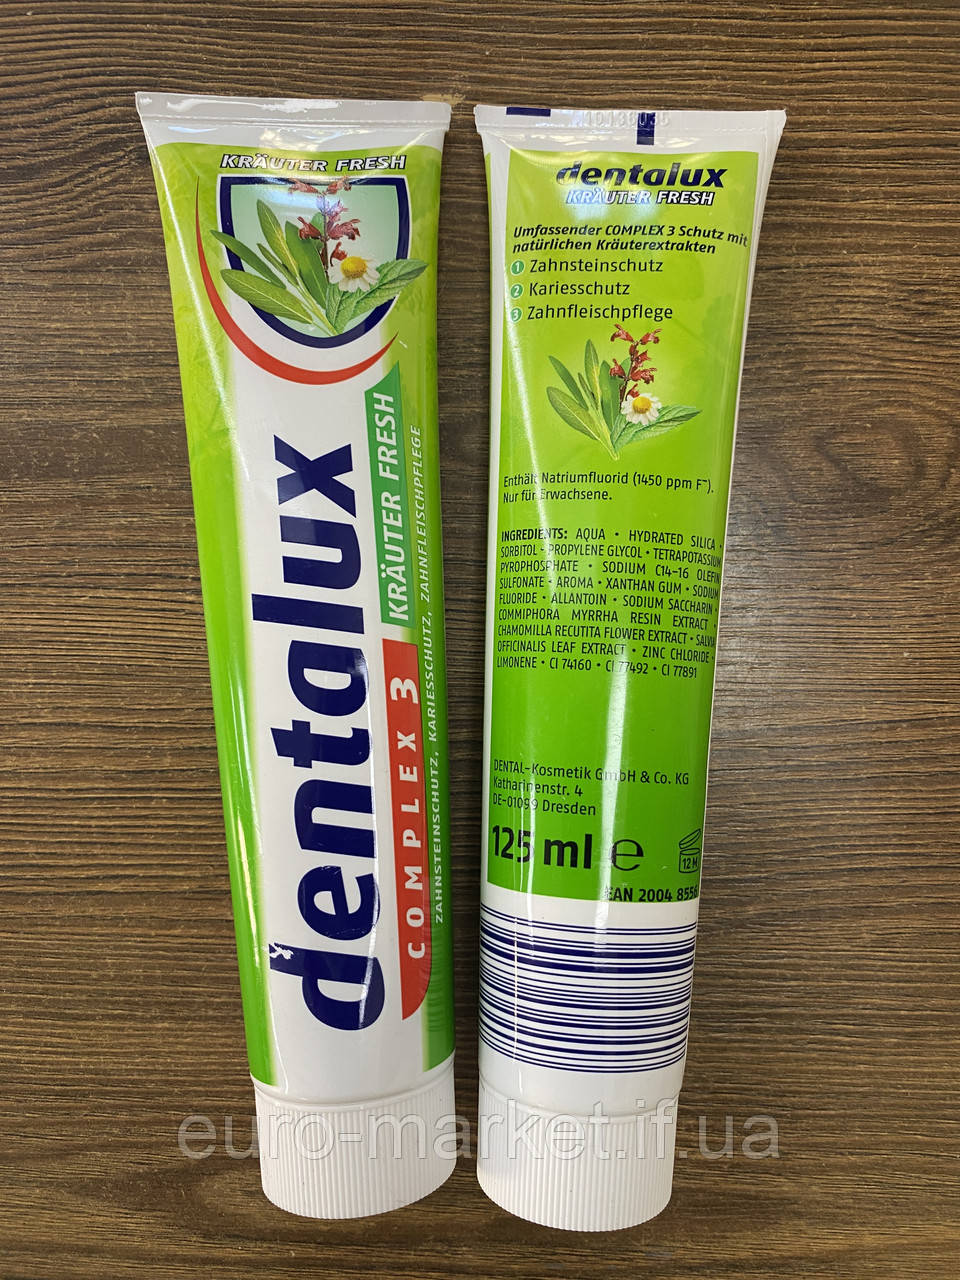 KRÄUTER FRESH
dentalux
COMPLEX 3
KRÄUTER FRESH
ZAHNSTEINSCHUTZ, KARIESSCHUTZ, ZAHNFLEISCHPFLEGE
dentalux
KRÄUTER FRESH
Umfassender COMPLEX 3 Schutz mit
natürlichen Kräuterextrakten
1 Zahnsteinschutz
2 Kariesschutz
3 Zahnfleischpflege
Enthält Natriumfluorid (1450 ppm F⁻).
Nur für Erwachsene.
INGREDIENTS: AQUA • HYDRATED SILICA •
SORBITOL • PROPYLENE GLYCOL • TETRAPOTASSIUM
PYROPHOSPHATE • SODIUM C14-16 OLEFIN
SULFONATE • AROMA • XANTHAN GUM • SODIUM
FLUORIDE • ALLANTOIN • SODIUM SACCHARIN •
COMMIPHORA MYRRHA RESIN EXTRACT •
CHAMOMILLA RECUTITA FLOWER EXTRACT • SALVIA
OFFICINALIS LEAF EXTRACT • ZINC CHLORIDE •
LIMONENE • CI 74160 • CI 77492 • CI 77891
DENTAL-Kosmetik GmbH & Co. KG
Katharinenstr. 4
DE-01099 Dresden
125 ml e
12 M
EAN 2004 8556
euro-market.if.ua